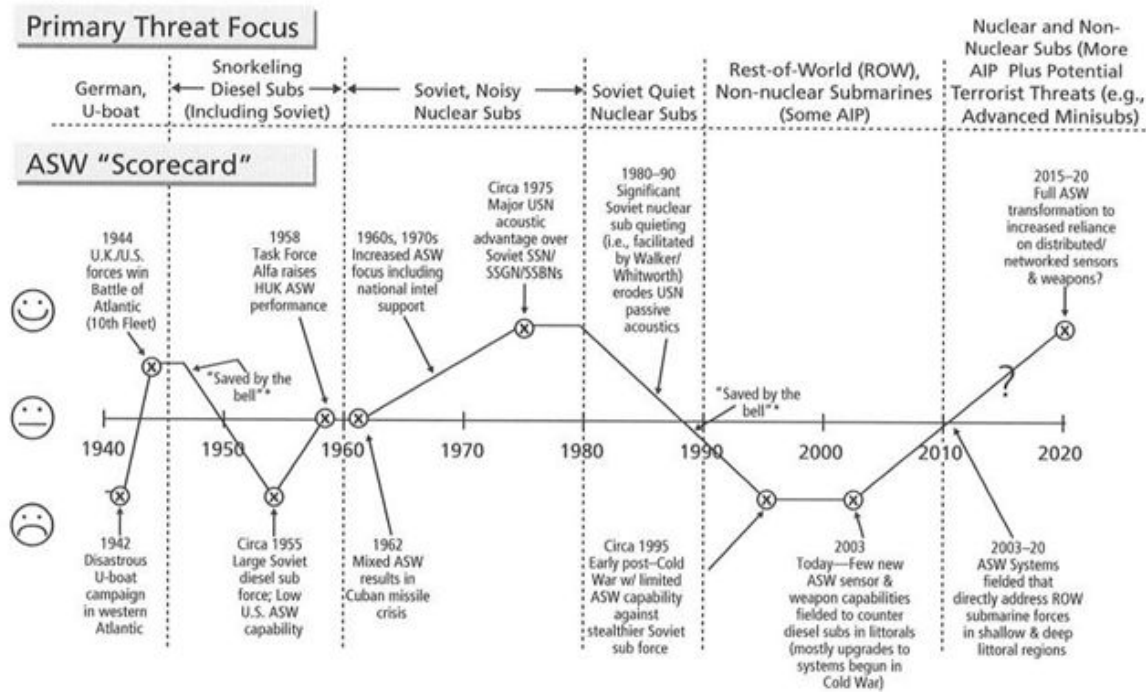 Primary Threat Focus
German,
U-boat
Snorkeling
Diesel Subs
(Including Soviet)
Soviet, Noisy
Nuclear Subs
Soviet Quiet
Nuclear Subs
Rest-of-World (ROW),
Non-nuclear Submarines
(Some AIP)
Nuclear and Non-
Nuclear Subs (More
AIP Plus Potential
Terrorist Threats (e.g.,
Advanced Minisubs)
ASW "Scorecard"
1944
U.K./U.S.
forces win
Battle of
Atlantic
(10th Fleet)
"Saved by the
bell"*
1958
Task Force
Alfa raises
HUK ASW
performance
1960s, 1970s
Increased ASW
focus including
national intel
support
Circa 1975
Major USN
acoustic
advantage over
Soviet SSN/
SSGN/SSBNs
1980–90
Significant
Soviet nuclear
sub quieting
(i.e., facilitated
by Walker/
Whitworth)
erodes USN
passive
acoustics
"Saved by the
bell"*
2015–20
Full ASW
transformation to
increased reliance
on distributed/
networked sensors
& weapons?
?
1940
1950
1960
1970
1980
1990
2000
2010
2020
1942
Disastrous
U-boat
campaign
in western
Atlantic
Circa 1955
Large Soviet
diesel sub
force; Low
U.S. ASW
capability
1962
Mixed ASW
results in
Cuban missile
crisis
Circa 1995
Early post–Cold
War w/ limited
ASW capability
against
stealthier Soviet
sub force
2003
Today—Few new
ASW sensor &
weapon capabilities
fielded to counter
diesel subs in littorals
(mostly upgrades to
systems begun in
Cold War)
2003–20
ASW Systems
fielded that
directly address ROW
submarine forces
in shallow & deep
littoral regions